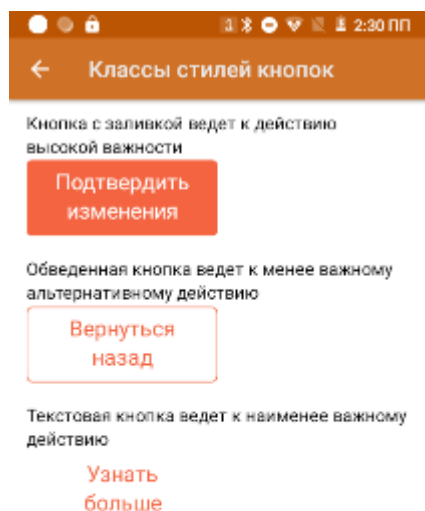 2:30 ПП
Классы стилей кнопок
Кнопка с заливкой ведет к действию
высокой важности
Подтвердить
изменения
Обведенная кнопка ведет к менее важному
альтернативному действию
Вернуться
назад
Текстовая кнопка ведет к наименее важному
действию
Узнать
больше